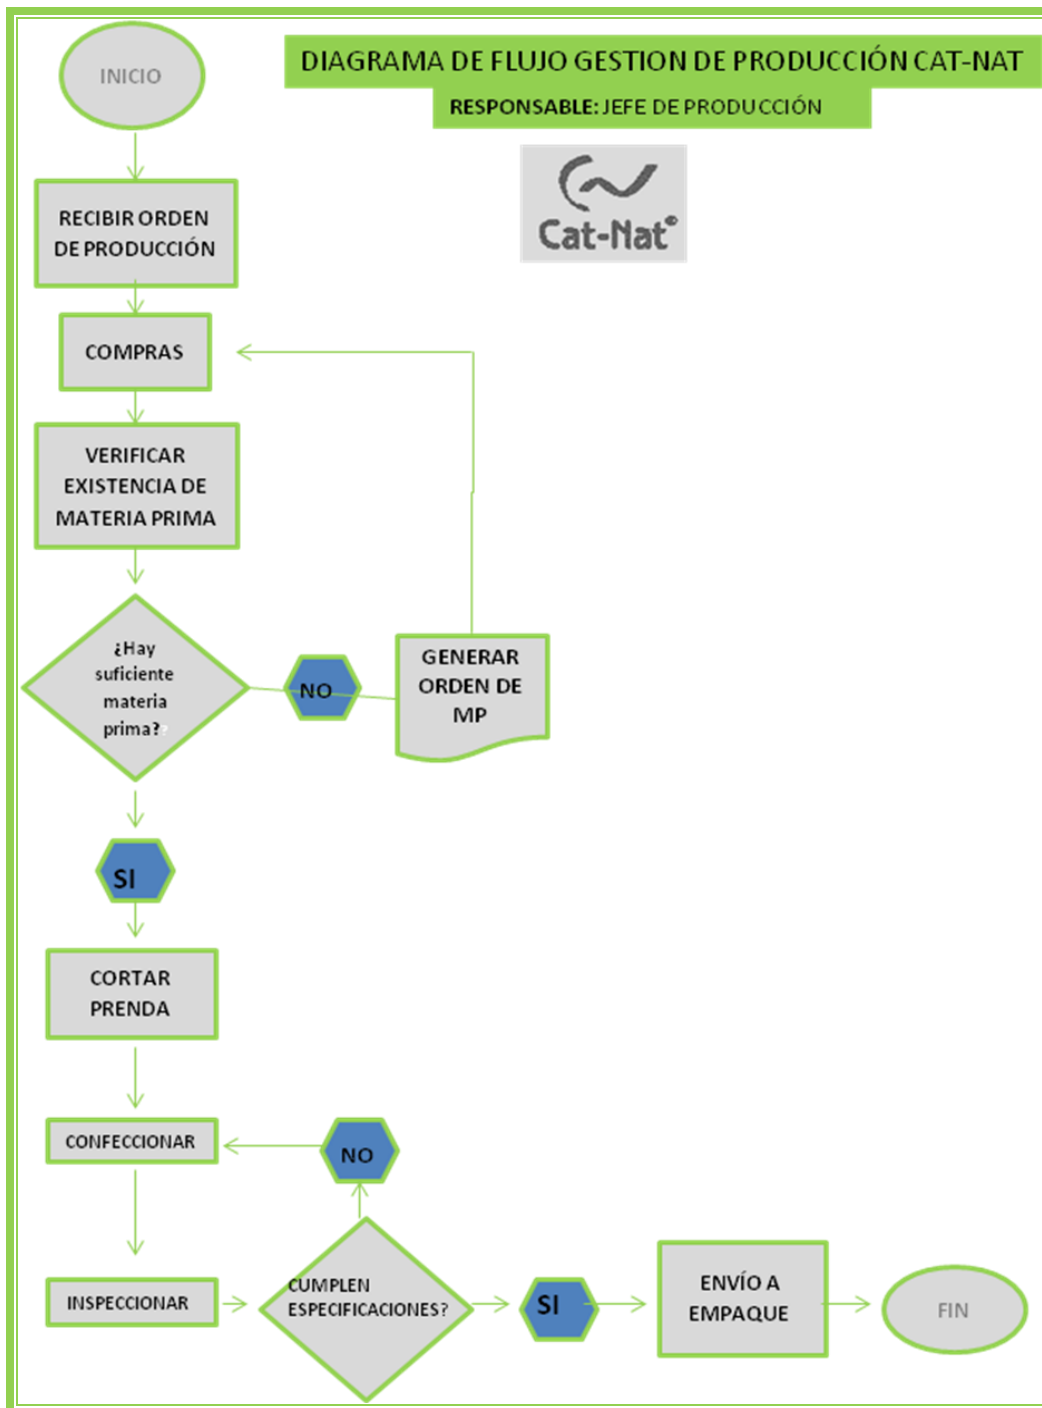 INICIO
DIAGRAMA DE FLUJO GESTION DE PRODUCCIÓN CAT-NAT
RESPONSABLE: JEFE DE PRODUCCIÓN
Cat-Nat©
RECIBIR ORDEN
DE PRODUCCIÓN
COMPRAS
VERIFICAR
EXISTENCIA DE
MATERIA PRIMA
¿Hay
suficiente
materia
prima??
NO
GENERAR
ORDEN DE
MP
SI
CORTAR
PRENDA
CONFECCIONAR
NO
INSPECCIONAR
CUMPLEN
ESPECIFICACIONES?
SI
ENVÍO A
EMPAQUE
FIN